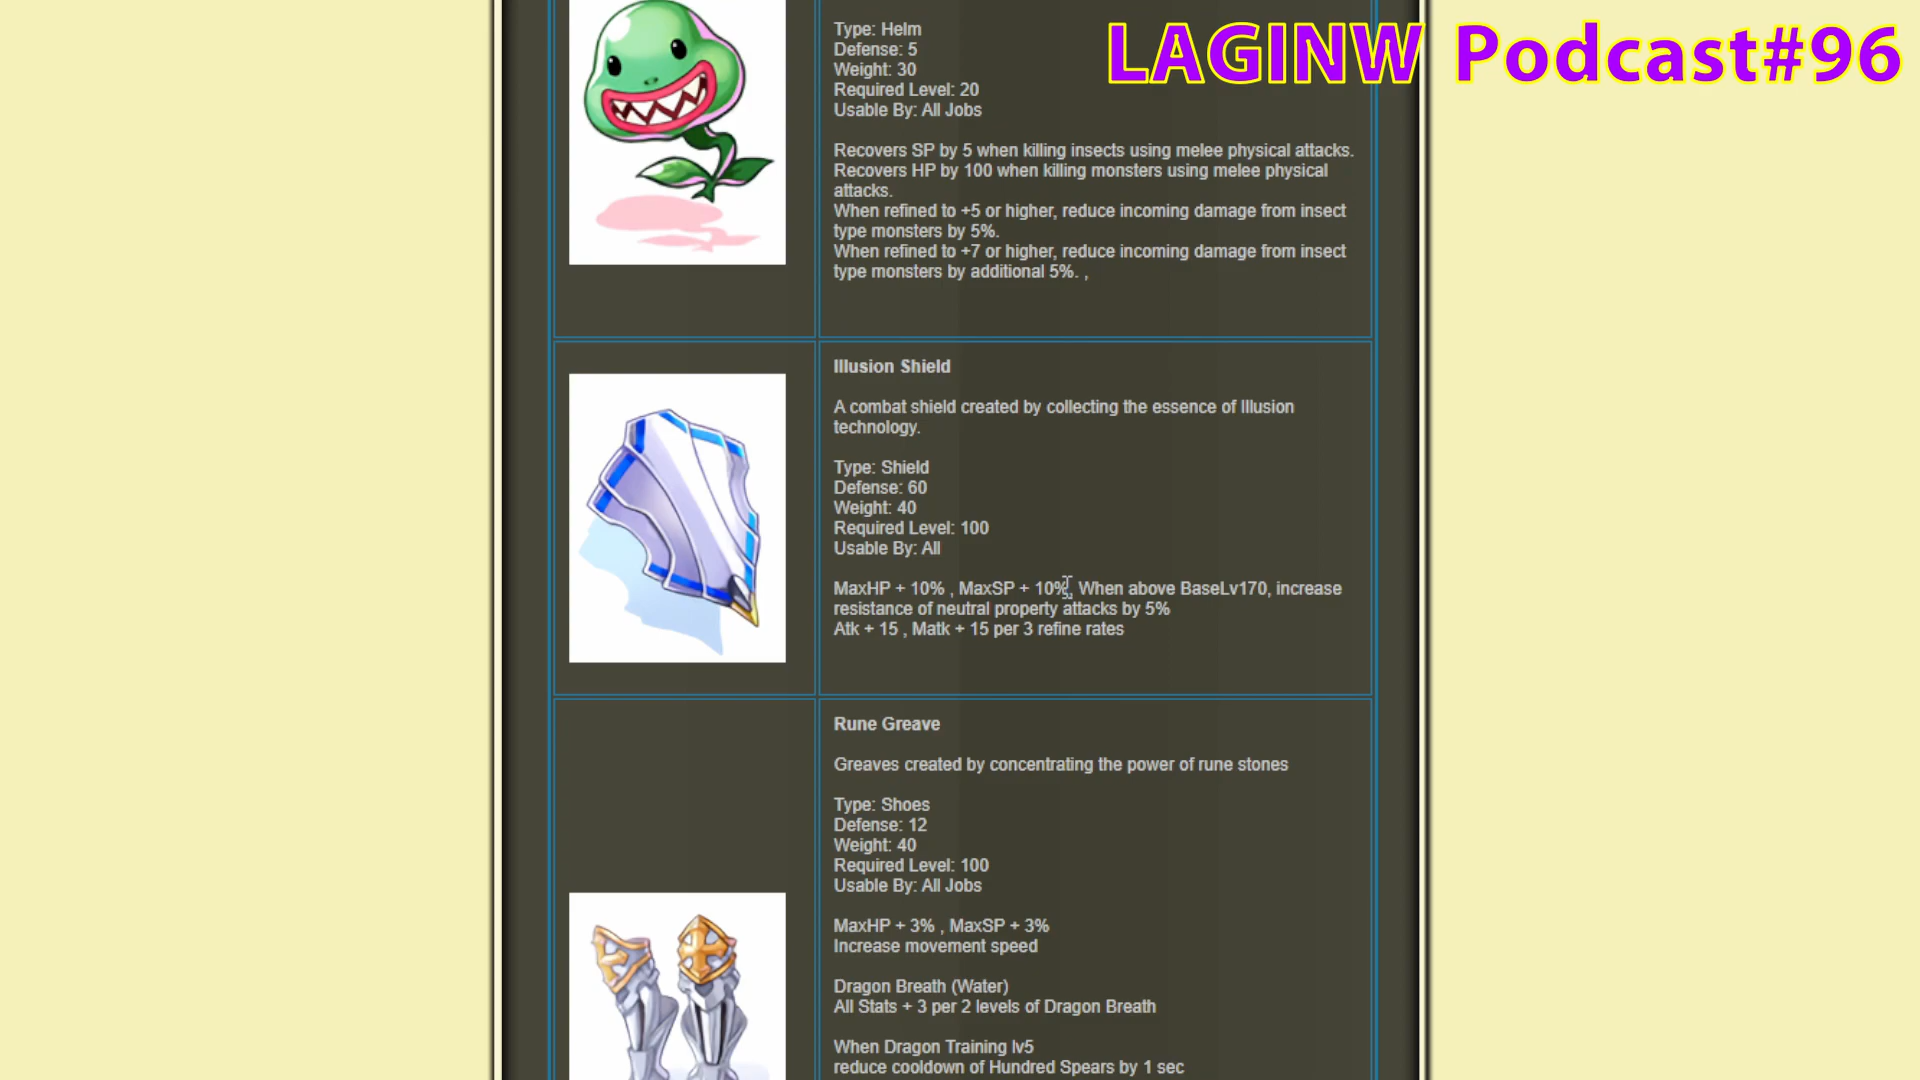 LAGINW Podcast#96
Type: Helm
Defense: 5
Weight: 30
Required Level: 20
Usable By: All Jobs
Recovers SP by 5 when killing insects using melee physical attacks.
Recovers HP by 100 when killing monsters using melee physical
attacks.
When refined to +5 or higher, reduce incoming damage from insect
type monsters by 5%.
When refined to +7 or higher, reduce incoming damage from insect
type monsters by additional 5%. ,
Illusion Shield
A combat shield created by collecting the essence of Illusion
technology.
Type: Shield
Defense: 60
Weight: 40
Required Level: 100
Usable By: All
MaxHP + 10% , MaxSP + 10%, When above BaseLv170, increase
resistance of neutral property attacks by 5%
Atk + 15 , Matk + 15 per 3 refine rates
Rune Greave
Greaves created by concentrating the power of rune stones
Type: Shoes
Defense: 12
Weight: 40
Required Level: 100
Usable By: All Jobs
MaxHP + 3% , MaxSP + 3%
Increase movement speed
Dragon Breath (Water)
All Stats + 3 per 2 levels of Dragon Breath
When Dragon Training lv5
reduce cooldown of Hundred Spears by 1 sec